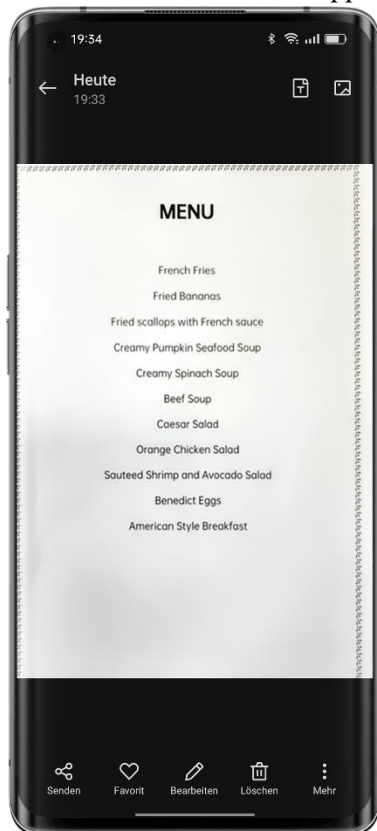 19:34
Heute
19:33
MENU
French Fries
Fried Bananas
Fried scallops with French sauce
Creamy Pumpkin Seafood Soup
Creamy Spinach Soup
Beef Soup
Caesar Salad
Orange Chicken Salad
Sauteed Shrimp and Avocado Salad
Benedict Eggs
American Style Breakfast
Senden Favorit Bearbeiten Löschen Mehr